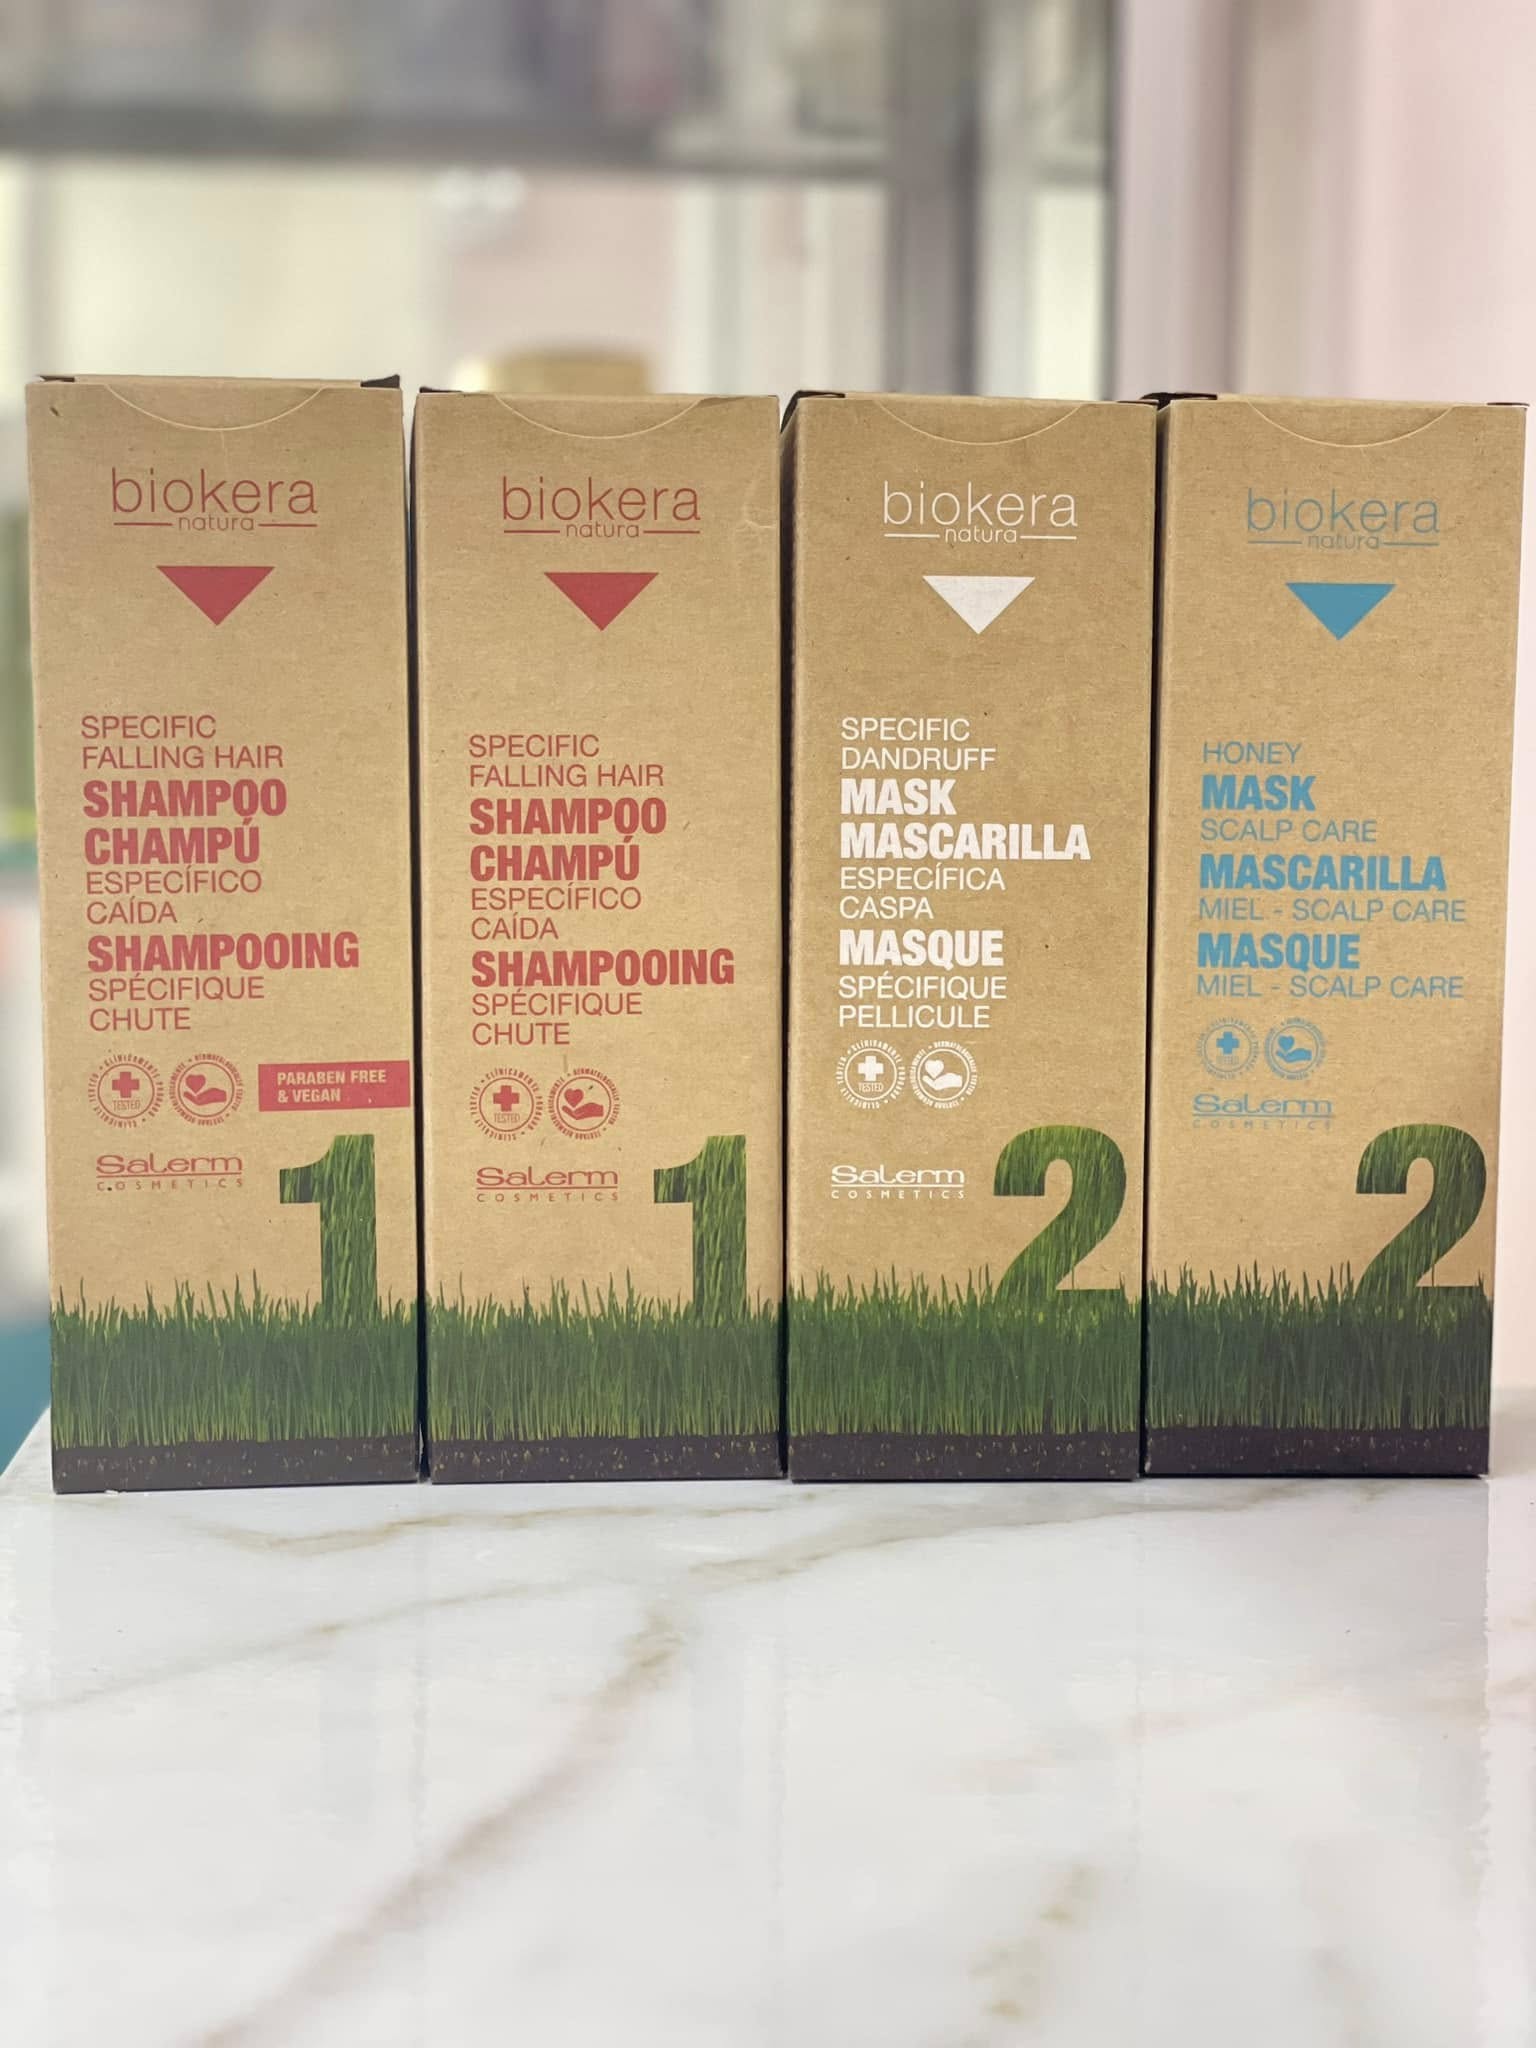 biokera
natura
SPECIFIC
FALLING HAIR
SHAMPOO
CHAMPÚ
ESPECÍFICO
CAÍDA
SHAMPOOING
SPÉCIFIQUE
CHUTE
TESTED
PARABEN FREE
& VEGAN
Salerm
COSMETICS
1
biokera
natura
SPECIFIC
FALLING HAIR
SHAMPOO
CHAMPÚ
ESPECÍFICO
CAÍDA
SHAMPOOING
SPÉCIFIQUE
CHUTE
TESTED
Salerm
COSMETICS
1
biokera
natura
SPECIFIC
DANDRUFF
MASK
MASCARILLA
ESPECÍFICA
CASPA
MASQUE
SPÉCIFIQUE
PELLICULE
TESTED
Salerm
COSMETICS
2
biokera
natura
HONEY
MASK
SCALP CARE
MASCARILLA
MIEL - SCALP CARE
MASQUE
MIEL - SCALP CARE
Salerm
COSMETICS
2